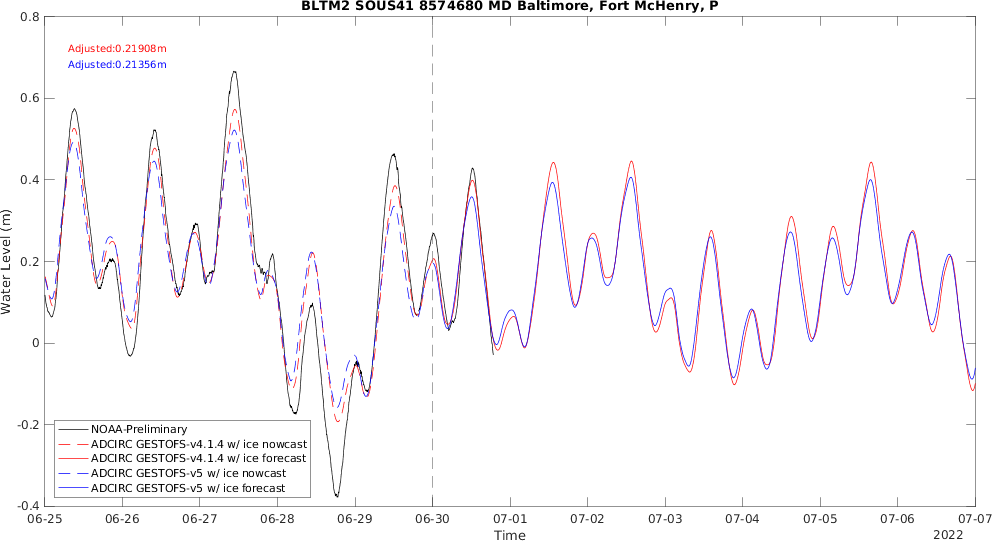 BLTM2 SOUS41 8574680 MD Baltimore, Fort McHenry, P
Adjusted:0.21908m
Adjusted:0.21356m
Water Level (m)
0.8
0.6
0.4
0.2
0
-0.2
-0.4
NOAA-Preliminary
ADCIRC GESTOFS-v4.1.4 w/ ice nowcast
ADCIRC GESTOFS-v4.1.4 w/ ice forecast
ADCIRC GESTOFS-v5 w/ ice nowcast
ADCIRC GESTOFS-v5 w/ ice forecast
06-25 06-26 06-27 06-28 06-29 06-30 07-01 07-02 07-03 07-04 07-05 07-06 07-07
Time
2022